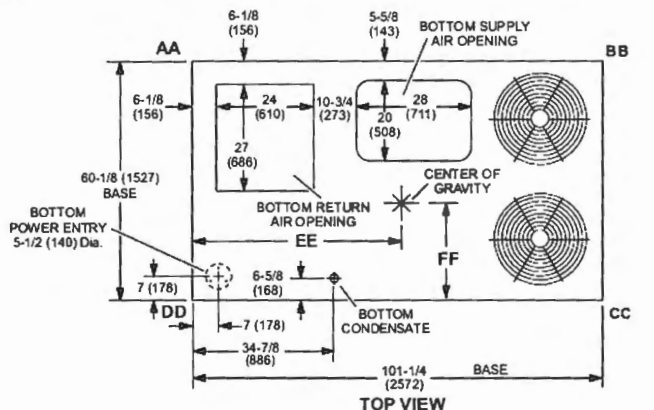 6-1/8
(156)
5-5/8
(143)
BOTTOM SUPPLY
AIR OPENING
AA
BB
6-1/8
(156)
24
(610)
10-3/4
(273)
28
(711)
20
(508)
27
(686)
60-1/8 (1527)
BASE
CENTER OF
GRAVITY
BOTTOM RETURN
AIR OPENING
BOTTOM
POWER ENTRY
5-1/2 (140) Dia.
EE
FF
6-5/8
(168)
7 (178)
BOTTOM
CONDENSATE
DD
CC
7 (178)
34-7/8
(886)
101-1/4
(2572)
BASE
TOP VIEW